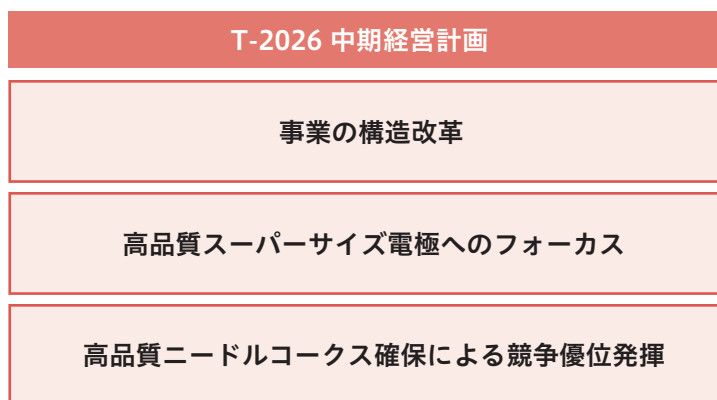 T-2026 中期経営計画
事業の構造改革
高品質スーパーサイズ電極へのフォーカス
高品質ニードルコークス確保による競争優位発揮